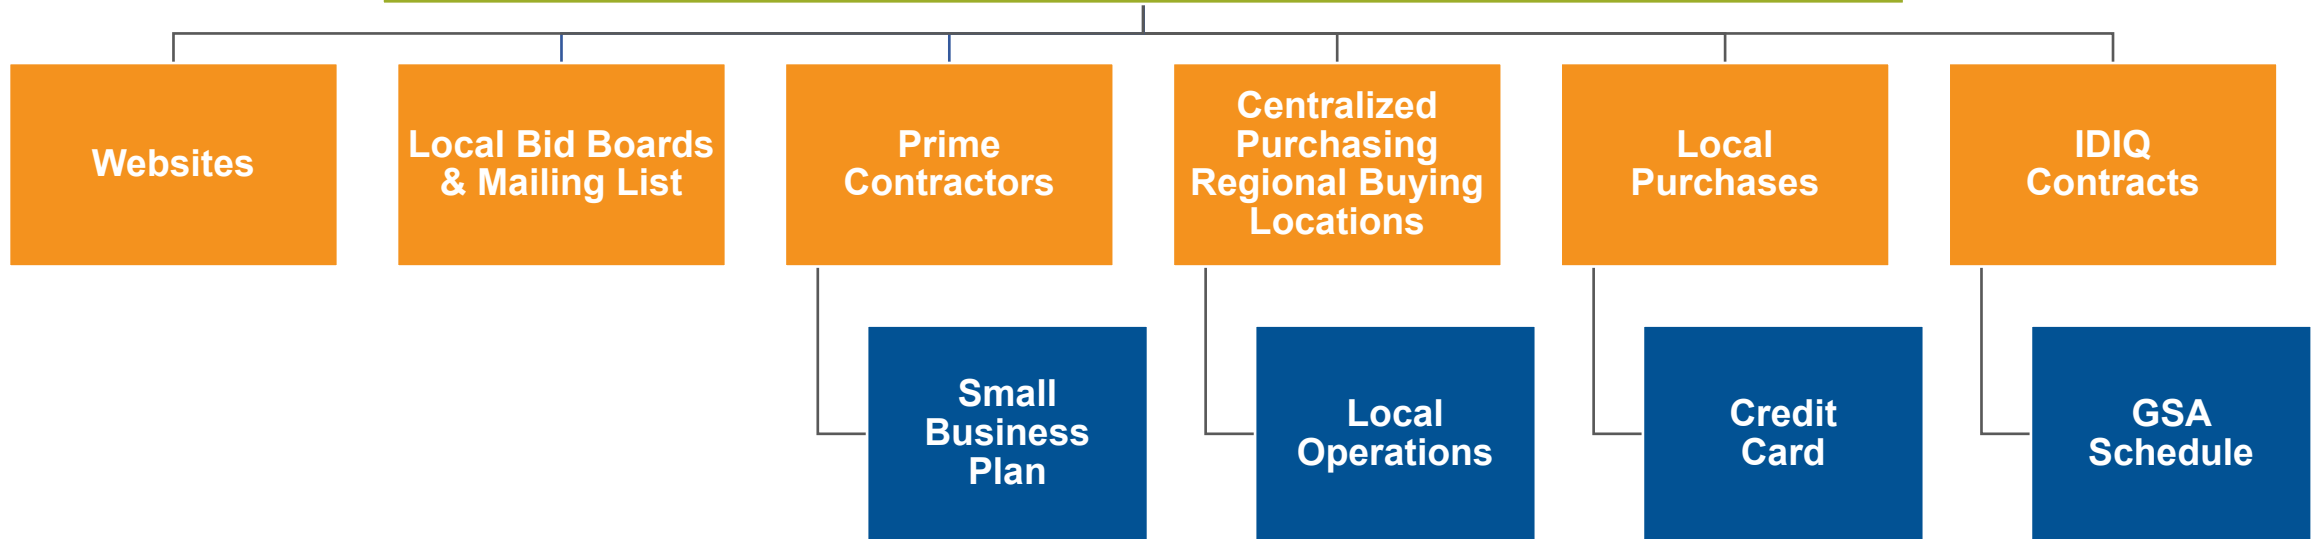 Websites
Local Bid Boards
& Mailing List
Prime
Contractors
Centralized
Purchasing
Regional Buying
Locations
Local
Purchases
IDIQ
Contracts
Small
Business
Plan
Local
Operations
Credit
Card
GSA
Schedule